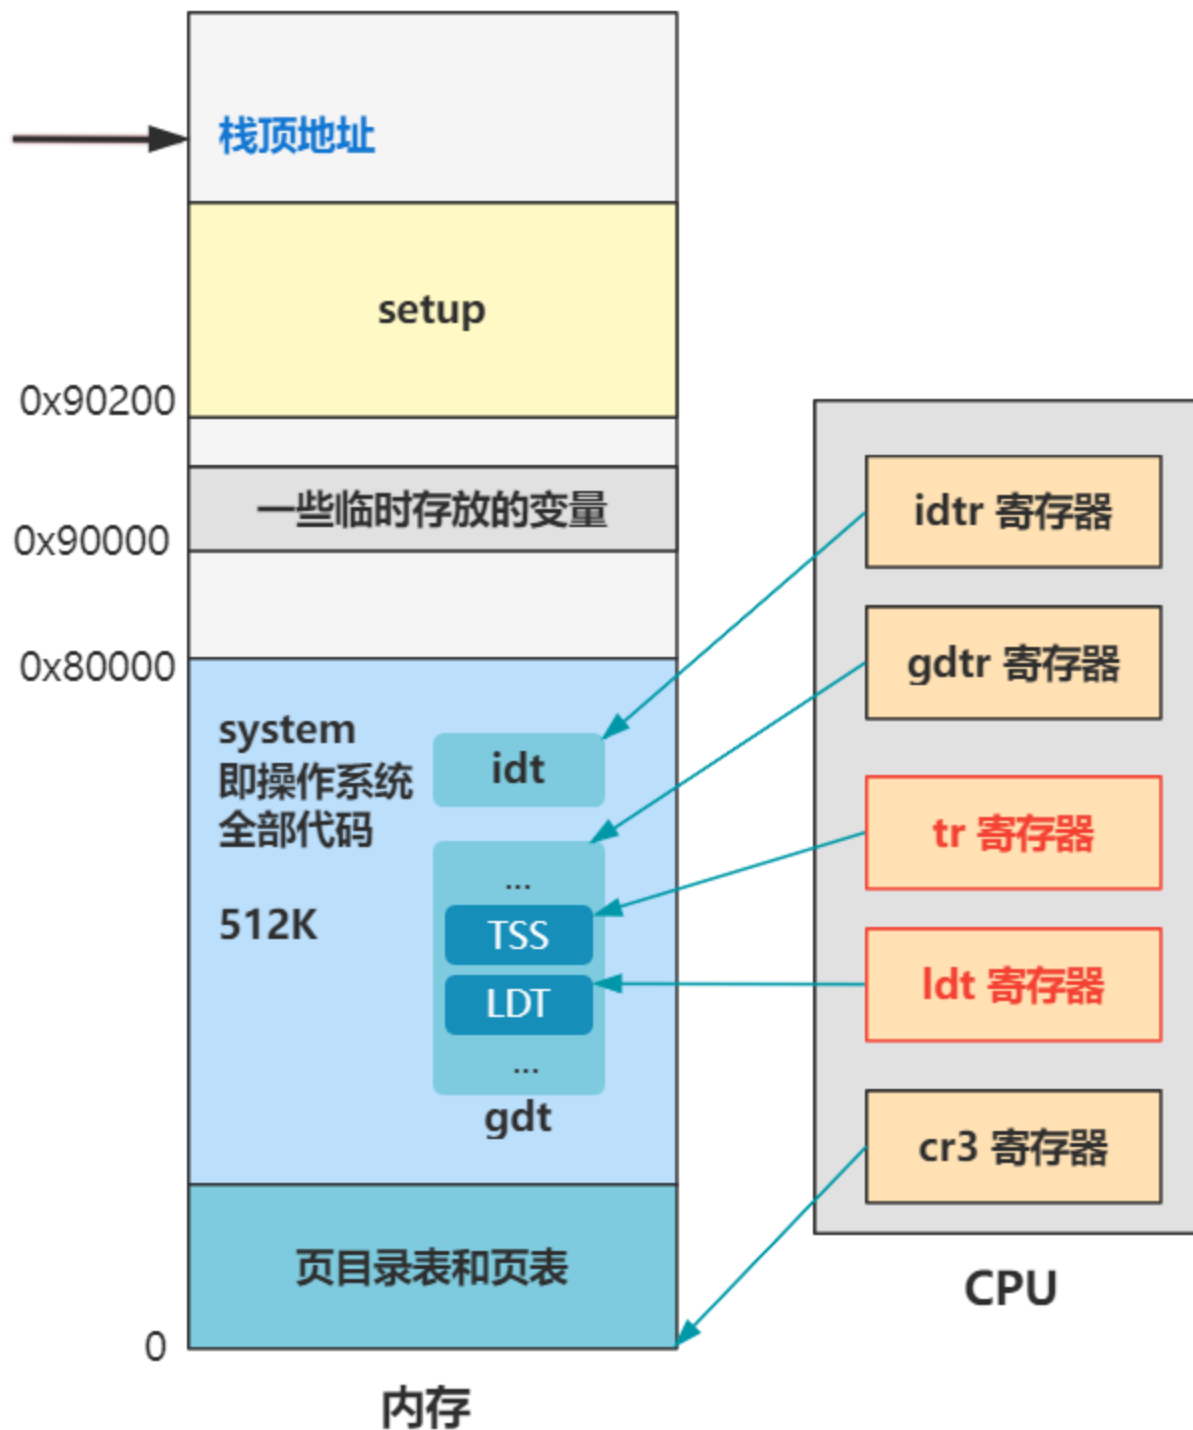 栈顶地址
setup
0x90200
一些临时存放的变量
0x90000
0x80000
system
即操作系统
全部代码
512K
idt
...
TSS
LDT
...
gdt
页目录表和页表
0
内存
idtr 寄存器
gdtr 寄存器
tr 寄存器
ldt 寄存器
cr3 寄存器
CPU